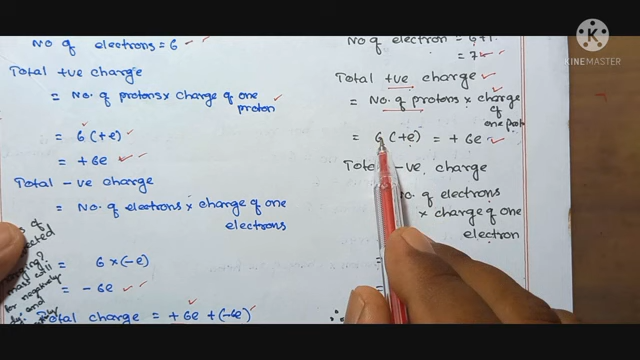 No of electrons = 6
Total +ve charge
= No. of protons × charge of one
proton
= 6 (+e)
= +6e
Total -ve charge
= No. of electrons × charge of one
electrons
= 6 × (-e)
= -6e
Total charge = +6e + (-6e)
No of electron = 6+1
= 7
Total +ve charge
= No. of protons × charge
of
one
= 6 (+e) = +6e
-ve charge
of electrons
× charge of one
electron
KINEMASTER